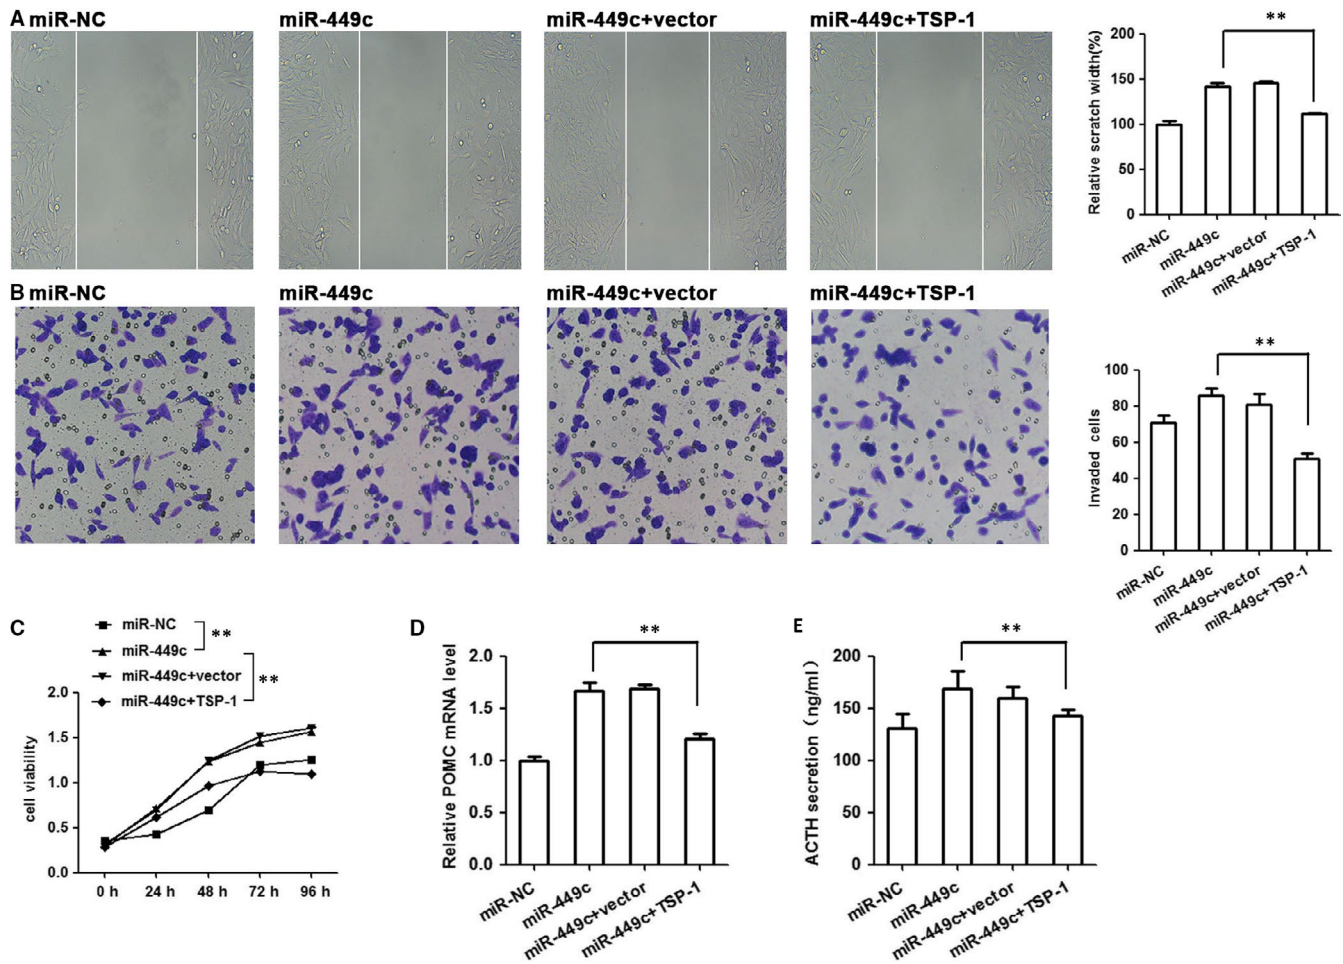 A miR-NC miR-449c miR-449c+vector miR-449c+TSP-1
Relative scratch width(%)
200
150
100
50
0
**
miR-NC
miR-449c
miR-449c+vector
miR-449c+TSP-1
B miR-NC miR-449c miR-449c+vector miR-449c+TSP-1
Invaded cells
100
80
60
40
20
0
**
miR-NC
miR-449c
miR-449c+vector
miR-449c+TSP-1
C
miR-NC
**
miR-449c
miR-449c+vector
**
miR-449c+TSP-1
cell viability
2.0
1.5
1.0
0.5
0.0
0 h 24 h 48 h 72 h 96 h
D
Relative POMC mRNA level
2.0
1.5
1.0
0.5
0.0
**
miR-NC
miR-449c
miR-449c+vector
miR-449c+TSP-1
E
ACTH secretion (ng/ml)
200
150
100
50
0
**
miR-NC
miR-449c
miR-449c+vector
miR-449c+TSP-1